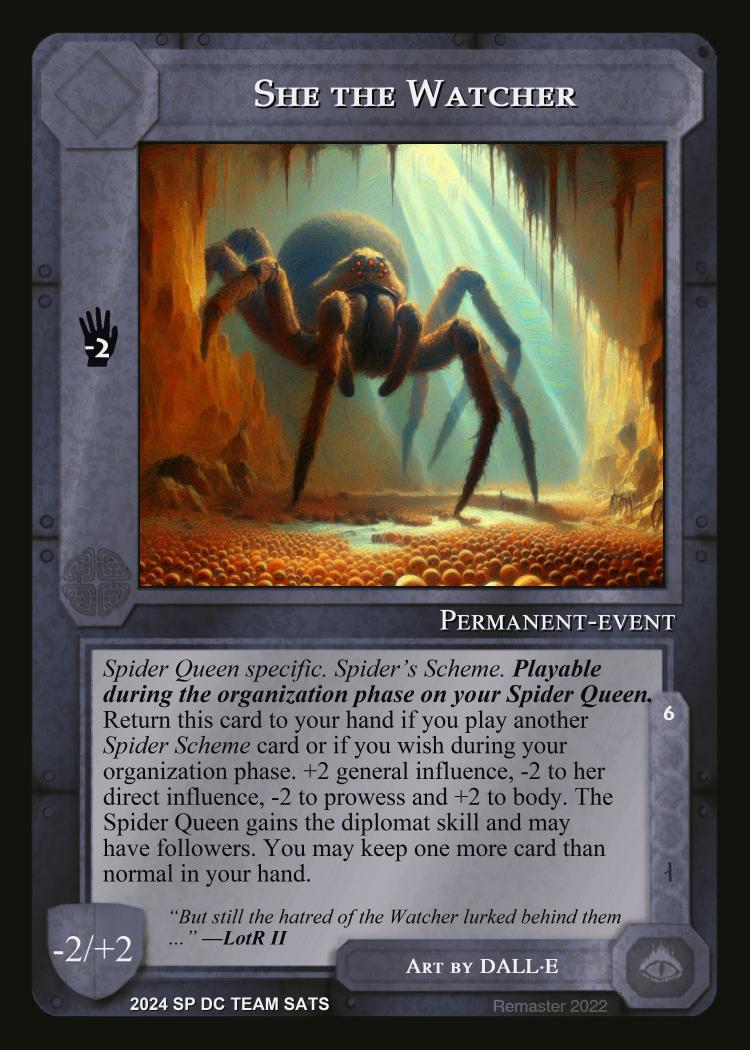 She the Watcher
-2
Permanent-event
Spider Queen specific. Spider's Scheme. Playable
during the organization phase on your Spider Queen.
Return this card to your hand if you play another
Spider Scheme card or if you wish during your
organization phase. +2 general influence, -2 to her
direct influence, -2 to prowess and +2 to body. The
Spider Queen gains the diplomat skill and may
have followers. You may keep one more card than
normal in your hand.
6
“But still the hatred of the Watcher lurked behind them
...” —LotR II
-2/+2
Art by DALL·E
2024 SP DC TEAM SATS
Remaster 2022